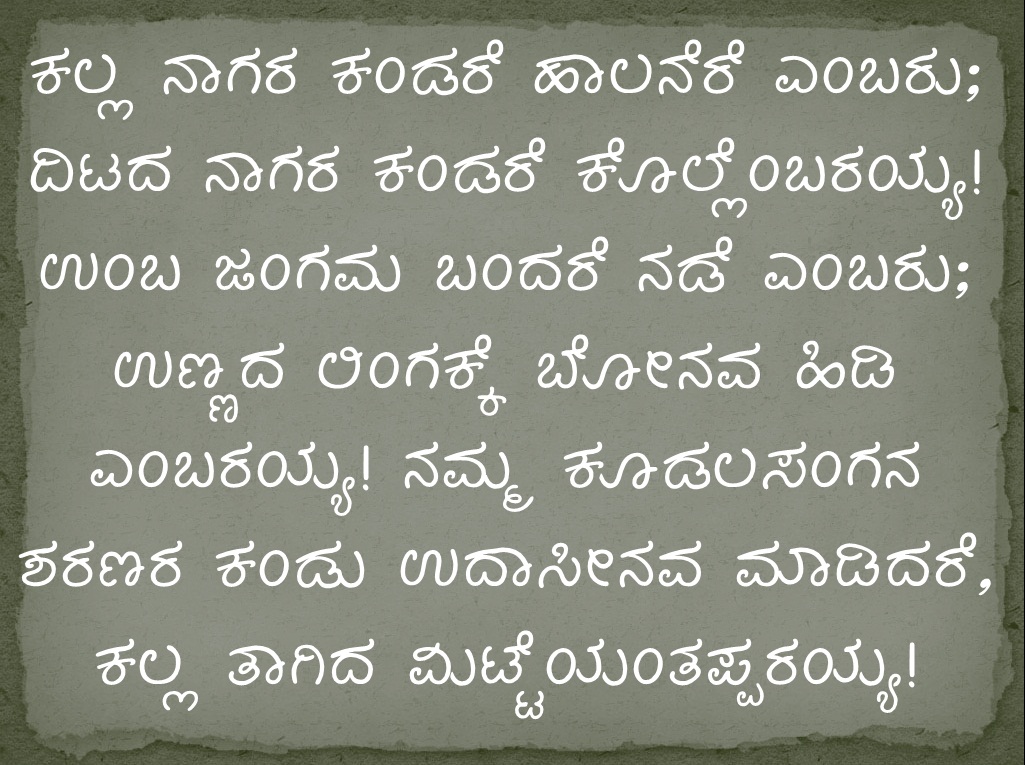 ಕಲ್ಲ ನಾಗರ ಕಂಡರೆ ಹಾಲನೆರೆ ಎಂಬರು;
ದಿಟದ ನಾಗರ ಕಂಡರೆ ಕೊಲ್ಲೆಂಬರಯ್ಯ!
ಉಂಬ ಜಂಗಮ ಬಂದರೆ ನಡೆ ಎಂಬರು;
ಉಣ್ಣದ ಲಿಂಗಕ್ಕೆ ಬೋನವ ಹಿಡಿ
ಎಂಬರಯ್ಯ! ನಮ್ಮ ಕೂಡಲಸಂಗನ
ಶರಣರ ಕಂಡು ಉದಾಸೀನವ ಮಾಡಿದರೆ,
ಕಲ್ಲ ತಾಗಿದ ಮಿಟ್ಟೆಯಂತಪ್ಪರಯ್ಯ!